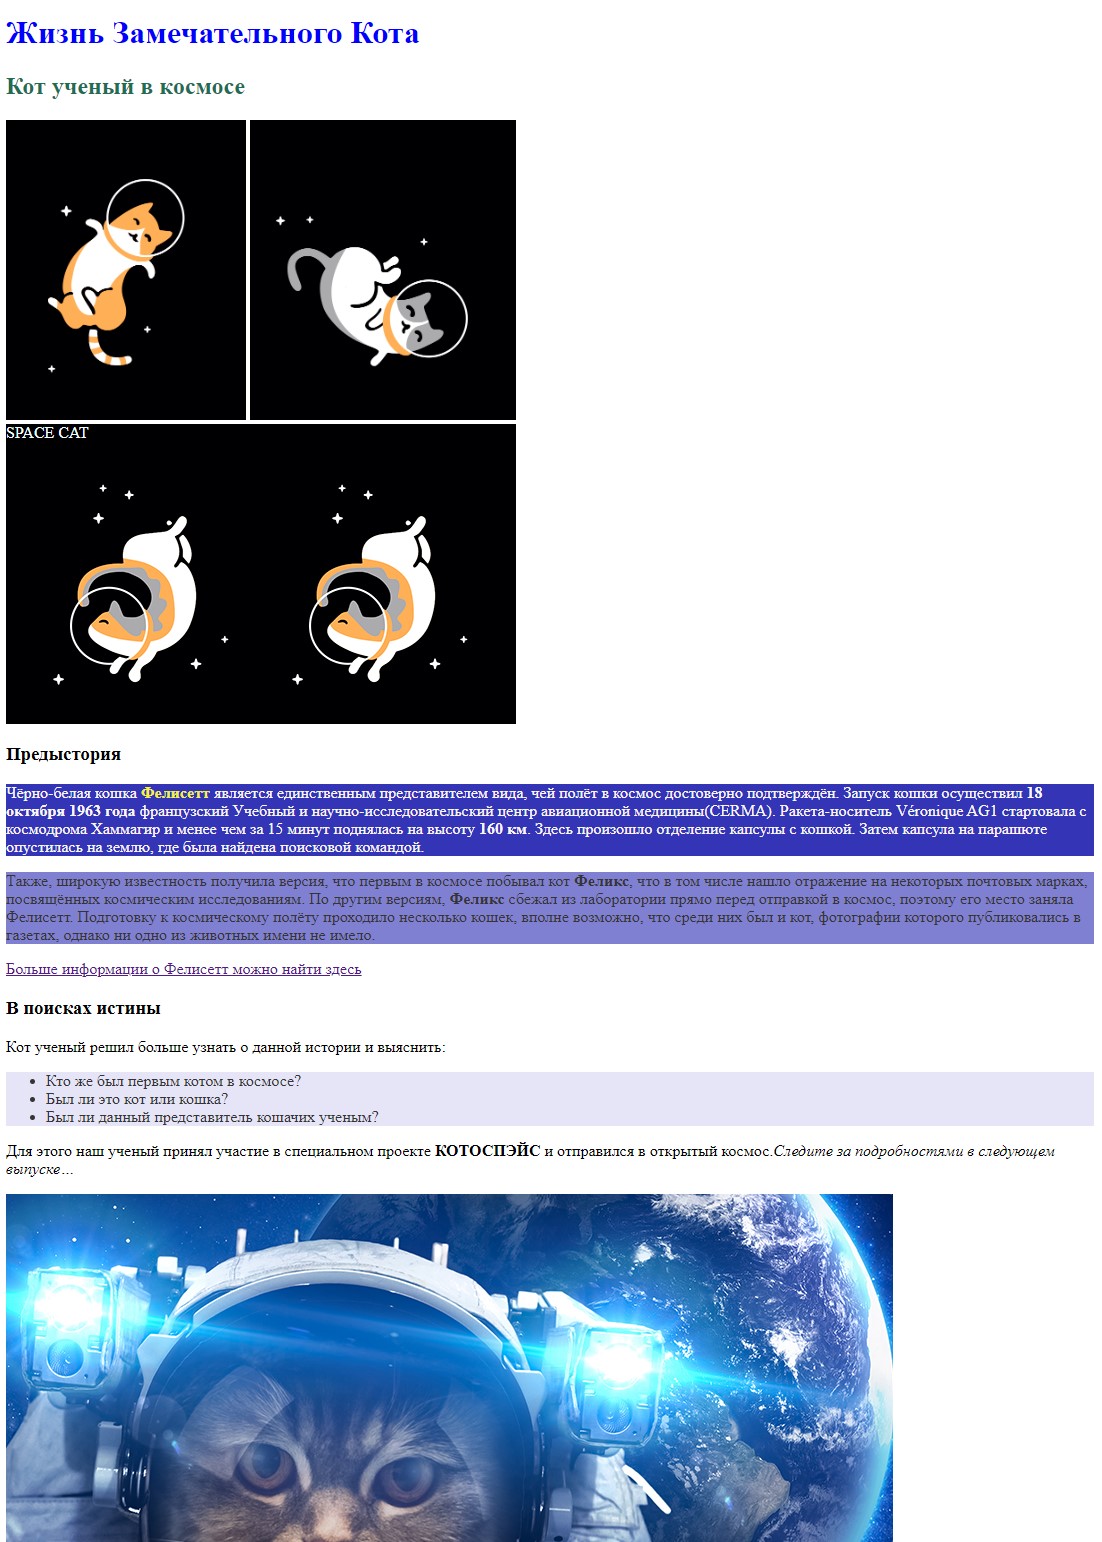 Жизнь Замечательного Кота
Кот ученый в космосе
SPACE CAT
Предыстория
Чёрно-белая кошка Фелисетт является единственным представителем вида, чей полёт в космос достоверно подтверждён. Запуск кошки осуществил 18
октября 1963 года французский Учебный и научно-исследовательский центр авиационной медицины(CERMA). Ракета-носитель Véronique AG1 стартовала с
космодрома Хаммагир и менее чем за 15 минут поднялась на высоту 160 км. Здесь произошло отделение капсулы с кошкой. Затем капсула на парашюте
опустилась на землю, где была найдена поисковой командой.
Также, широкую известность получила версия, что первым в космосе побывал кот Феликс, что в том числе нашло отражение на некоторых почтовых марках,
посвящённых космическим исследованиям. По другим версиям, Феликс сбежал из лаборатории прямо перед отправкой в космос, поэтому его место заняла
Фелисетт. Подготовку к космическому полёту проходило несколько кошек, вполне возможно, что среди них был и кот, фотографии которого публиковались в
газетах, однако ни одно из животных имени не имело.
Больше информации о Фелисетт можно найти здесь
В поисках истины
Кот ученый решил больше узнать о данной истории и выяснить:
• Кто же был первым котом в космосе?
• Был ли это кот или кошка?
• Был ли данный представитель кошачих ученым?
Для этого наш ученый принял участие в специальном проекте КОТОСПЭЙС и отправился в открытый космос.Следите за подробностями в следующем
выпуске…